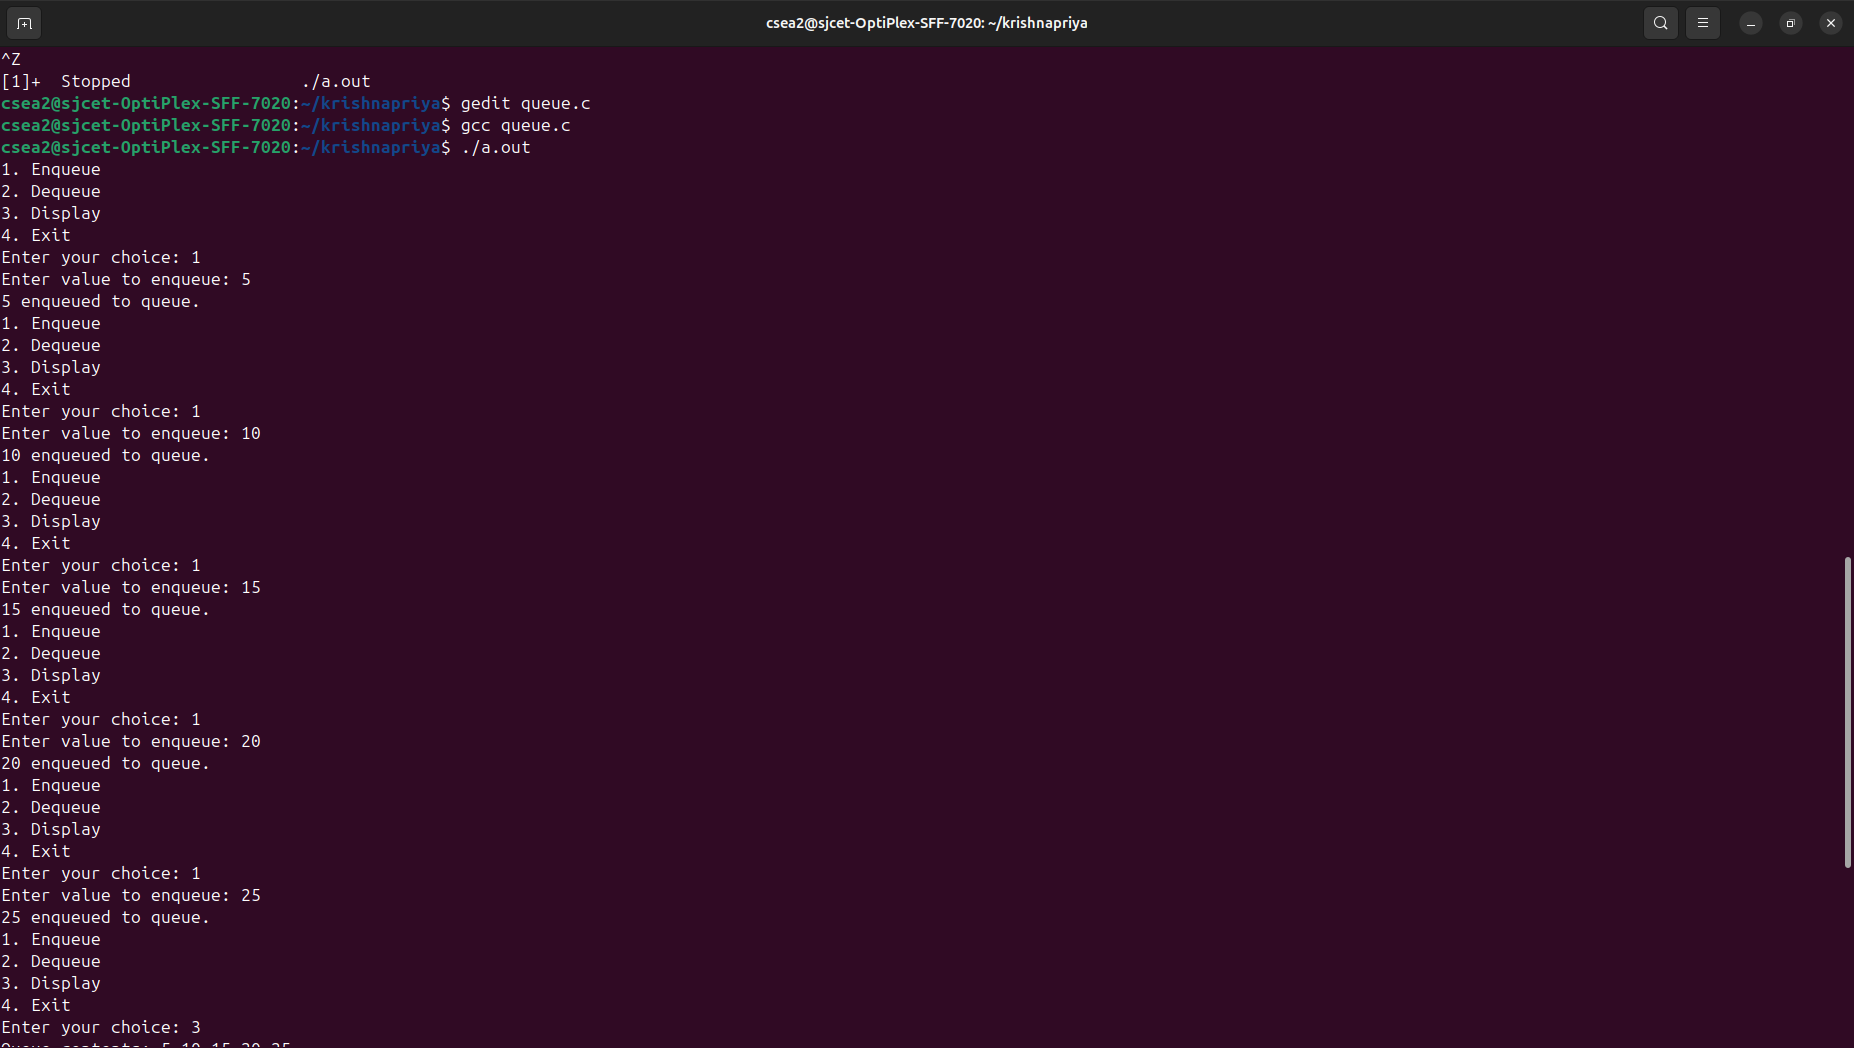 csea2@sjcet-OptiPlex-SFF-7020: ~/krishnapriya
^Z
[1]+  Stopped                 ./a.out
csea2@sjcet-OptiPlex-SFF-7020:~/krishnapriya$ gedit queue.c
csea2@sjcet-OptiPlex-SFF-7020:~/krishnapriya$ gcc queue.c
csea2@sjcet-OptiPlex-SFF-7020:~/krishnapriya$ ./a.out
1. Enqueue
2. Dequeue
3. Display
4. Exit
Enter your choice: 1
Enter value to enqueue: 5
5 enqueued to queue.
1. Enqueue
2. Dequeue
3. Display
4. Exit
Enter your choice: 1
Enter value to enqueue: 10
10 enqueued to queue.
1. Enqueue
2. Dequeue
3. Display
4. Exit
Enter your choice: 1
Enter value to enqueue: 15
15 enqueued to queue.
1. Enqueue
2. Dequeue
3. Display
4. Exit
Enter your choice: 1
Enter value to enqueue: 20
20 enqueued to queue.
1. Enqueue
2. Dequeue
3. Display
4. Exit
Enter your choice: 1
Enter value to enqueue: 25
25 enqueued to queue.
1. Enqueue
2. Dequeue
3. Display
4. Exit
Enter your choice: 3
Queue contents: 5 10 15 20 25